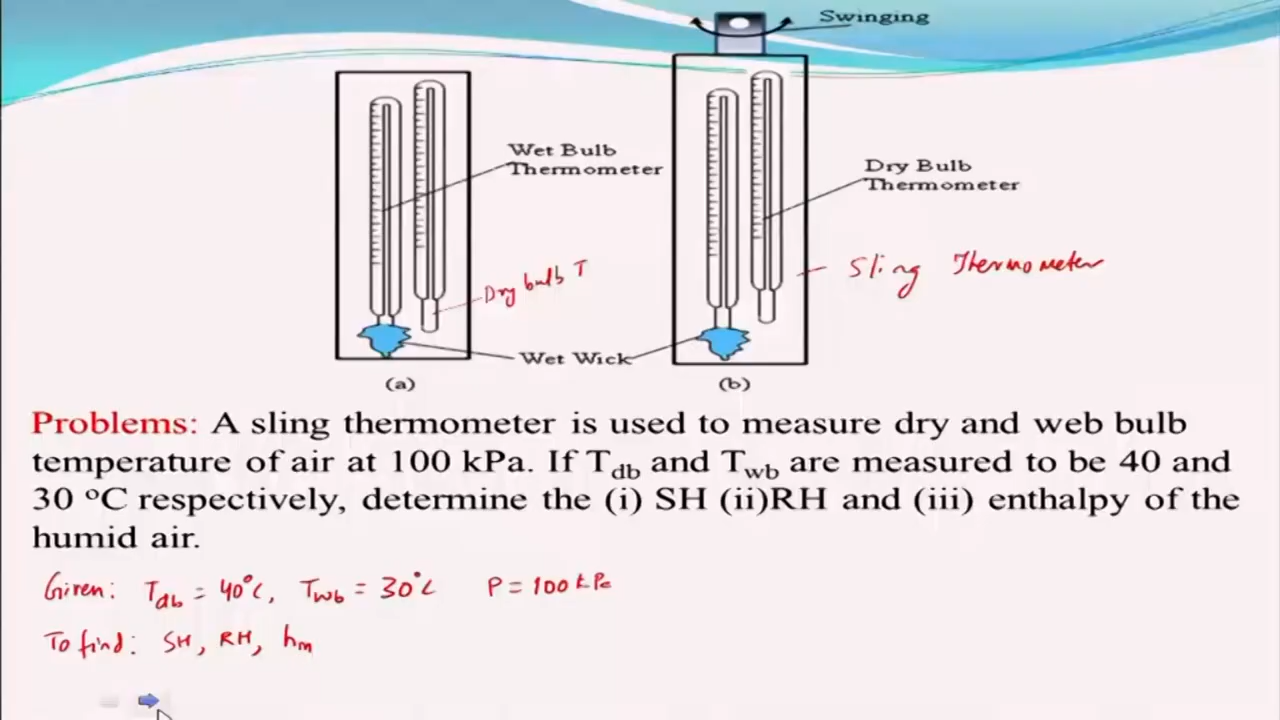 Swinging
Wet Bulb
Thermometer
Dry Bulb
Thermometer
Dry bulb T
Sling Thermometer
Wet Wick
(a)
(b)
Problems: A sling thermometer is used to measure dry and web bulb
temperature of air at 100 kPa. If Tdb and Twb are measured to be 40 and
30 ºC respectively, determine the (i) SH (ii)RH and (iii) enthalpy of the
humid air.
Given: Tdb = 40°C, Twb = 30°C P = 100 kPa
To find: SH, RH, hm